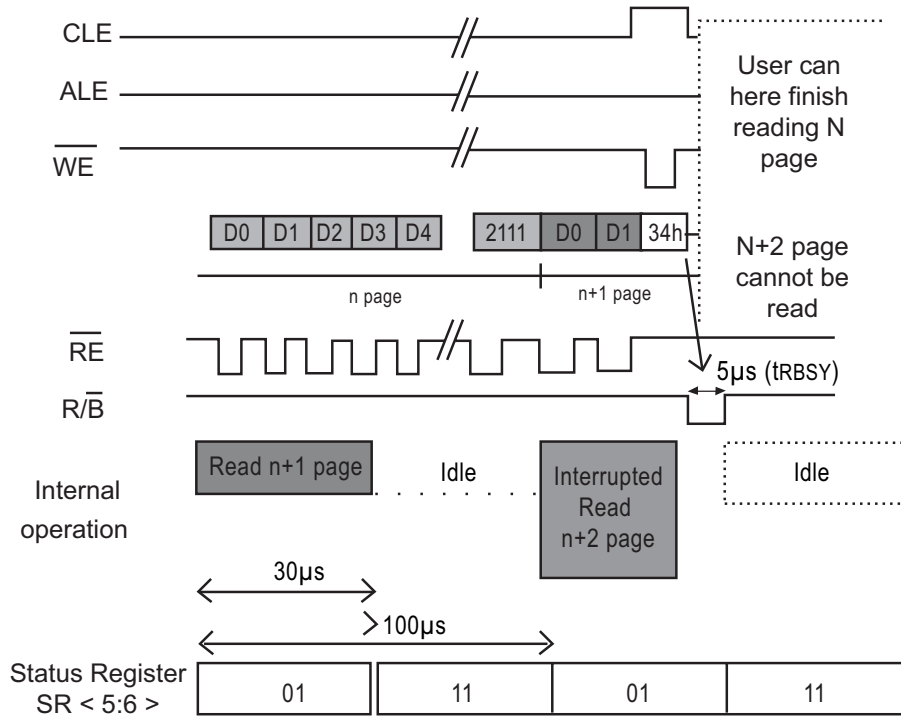 CLE
ALE
WE
User can
here finish
reading N
page
D0 D1 D2 D3 D4 2111 D0 D1 34h
N+2 page
cannot be
read
n page n+1 page
RE
5µs (tRBSY)
R/B
Internal
operation
Read n+1 page
Idle
Interrupted
Read
n+2 page
Idle
30µs
100µs
Status Register
SR < 5:6 >
01 11 01 11